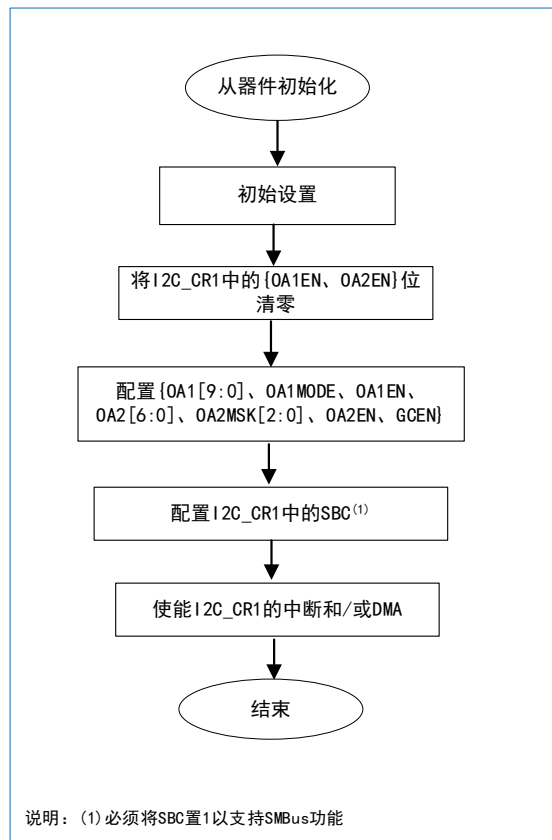 从器件初始化
初始设置
将I2C_CR1中的{OA1EN、OA2EN}位
清零
配置{OA1[9:0]、OA1MODE、OA1EN、
OA2[6:0]、OA2MSK[2:0]、OA2EN、GCEN}
配置I2C_CR1中的SBC(1)
使能I2C_CR1的中断和/或DMA
结束
说明：(1)必须将SBC置1以支持SMBus功能